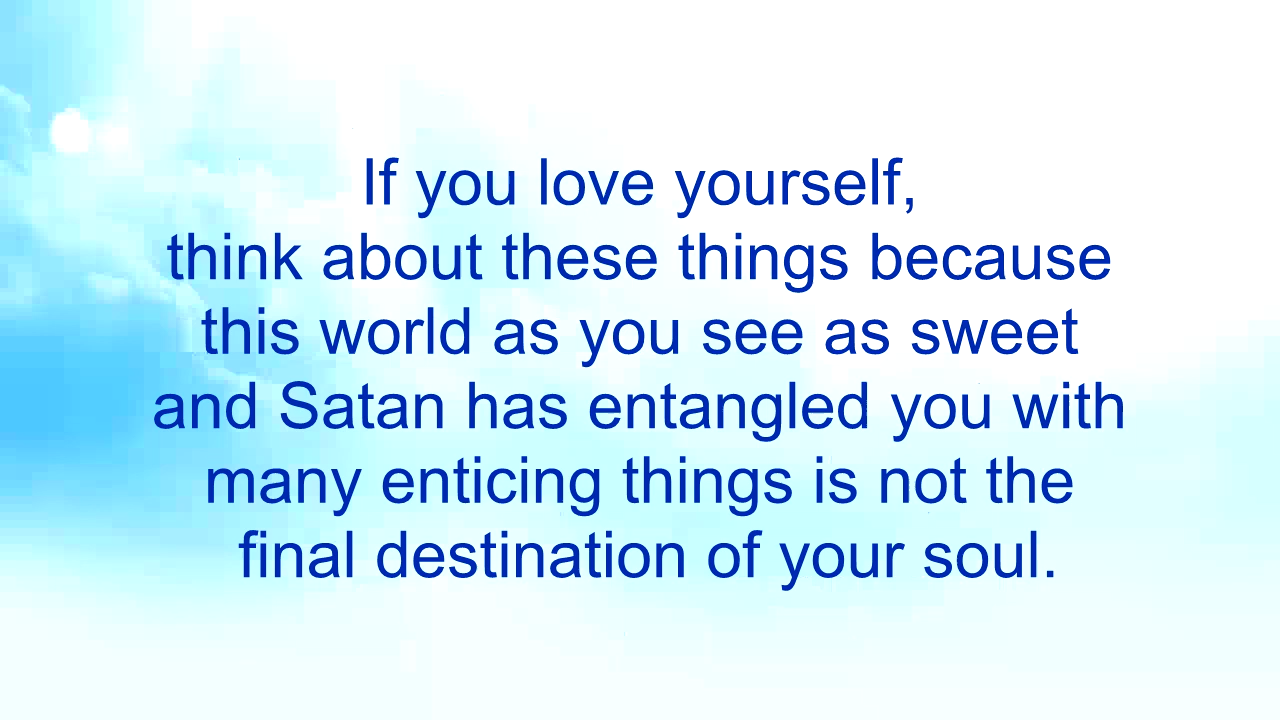 If you love yourself,
think about these things because
this world as you see as sweet
and Satan has entangled you with
many enticing things is not the
final destination of your soul.